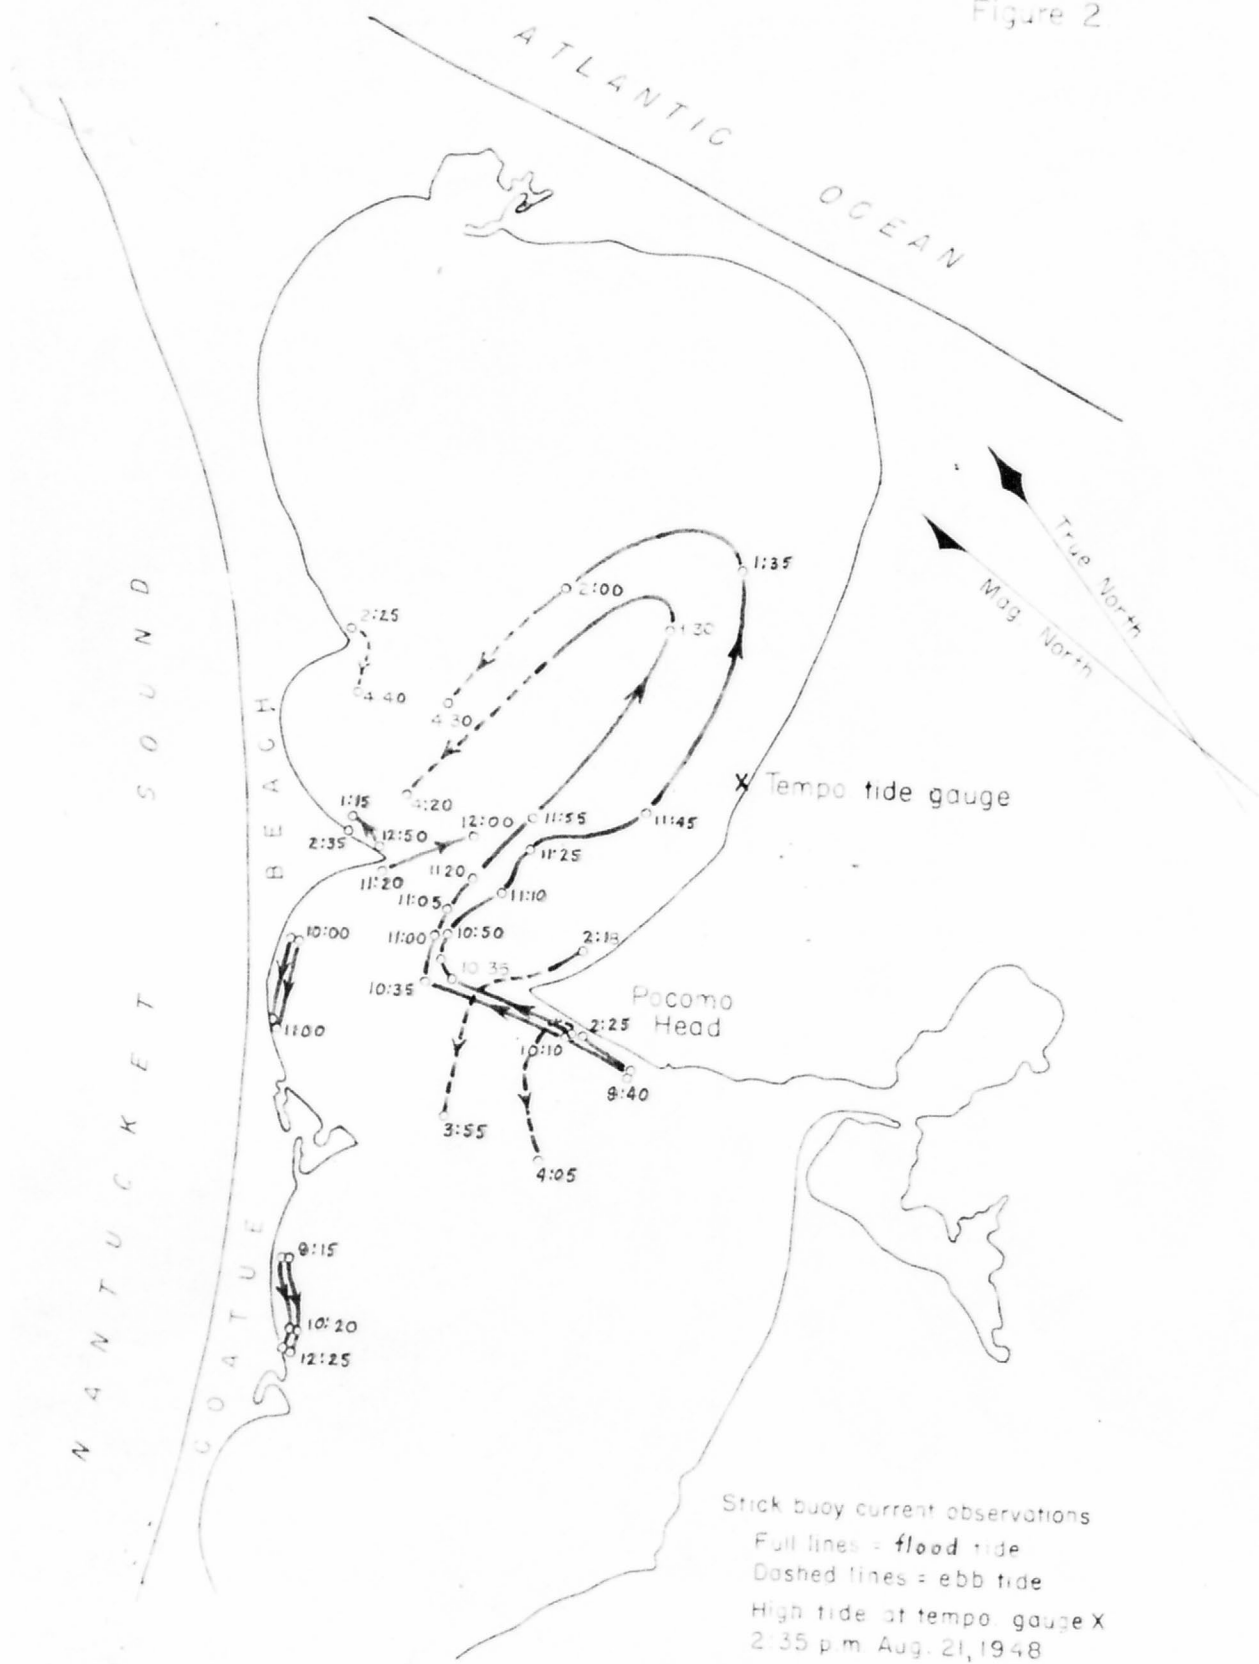 Figure 2
ATLANTIC OCEAN
True North
Mag. North
NANTUCKET SOUND
COATUE BEACH
1:35
2:00
1:30
2:25
4:40
4:30
4:20
Tempo tide gauge
1:15
12:00
11:55
11:45
2:35
12:50
11:25
11:20
11:20
11:05
11:10
10:00
11:00
10:50
2:18
10:35
10:35
Pocomo
Head
11:00
2:25
10:10
9:40
3:55
4:05
9:15
10:20
12:25
Stick buoy current observations
Full lines = flood tide
Dashed lines = ebb tide
High tide at tempo. gauge X
2:35 p.m. Aug. 21, 1948